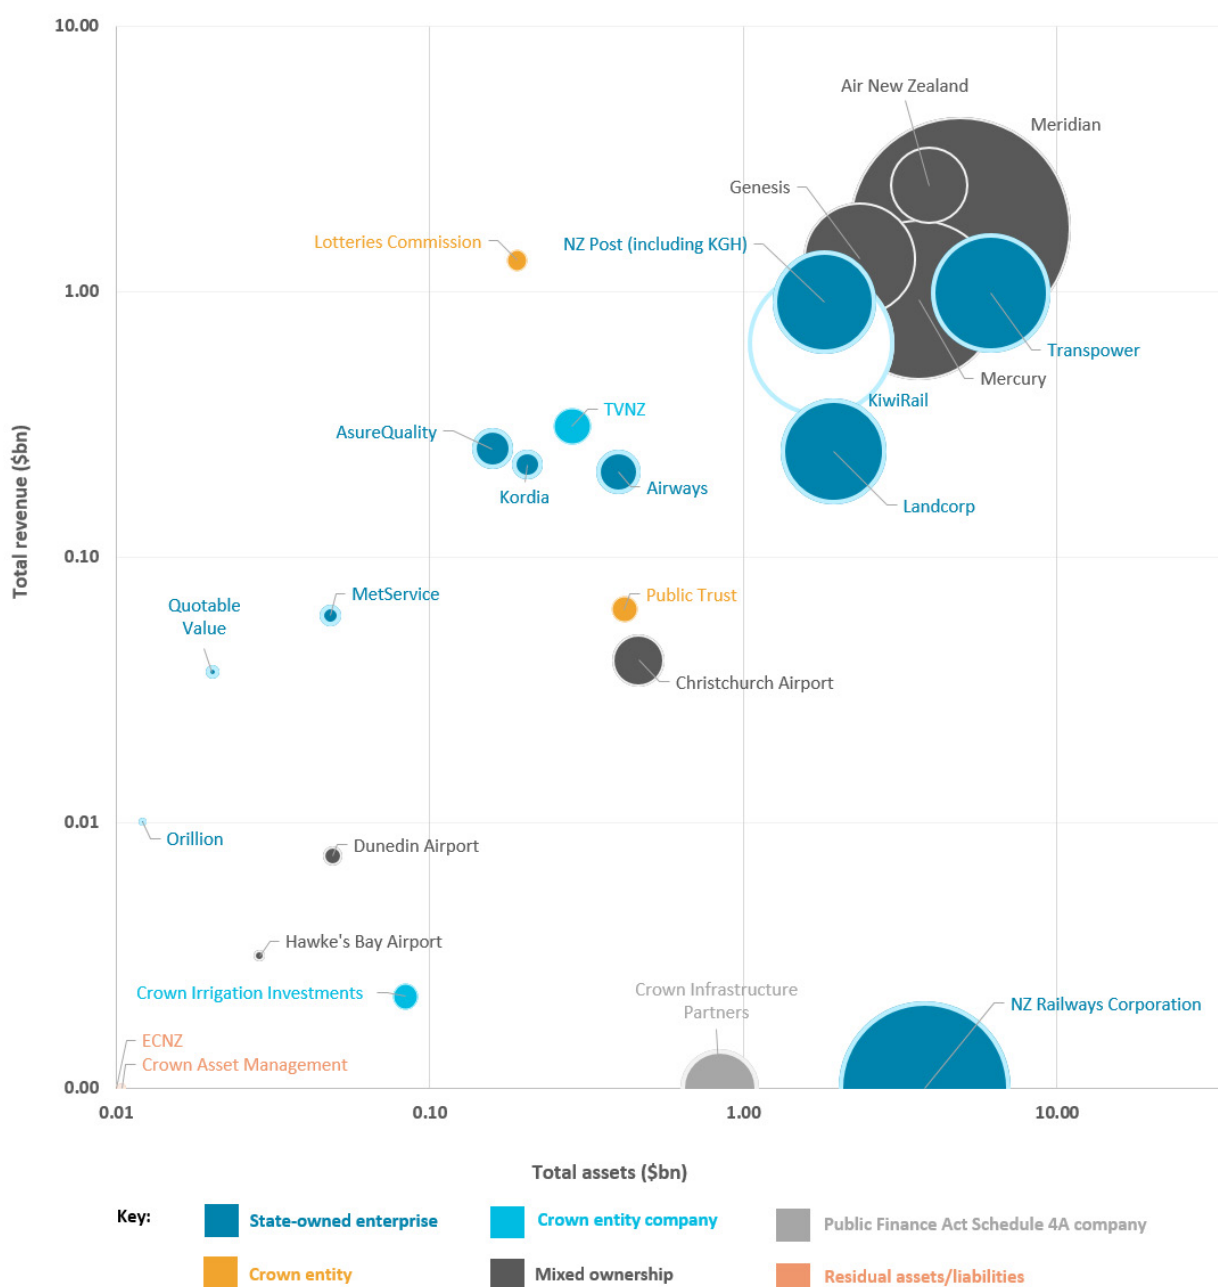 10.00
Air New Zealand
Meridian
Genesis
Lotteries Commission
NZ Post (including KGH)
1.00
Transpower
Mercury
KiwiRail
TVNZ
AsureQuality
Kordia
Airways
Landcorp
Total revenue ($bn)
0.10
MetService
Quotable
Value
Public Trust
Christchurch Airport
0.01
Orillion
Dunedin Airport
Hawke's Bay Airport
Crown Irrigation Investments
Crown Infrastructure
Partners
NZ Railways Corporation
ECNZ
Crown Asset Management
0.00
0.01
0.10
1.00
10.00
Total assets ($bn)
Key:
State-owned enterprise
Crown entity company
Public Finance Act Schedule 4A company
Crown entity
Mixed ownership
Residual assets/liabilities